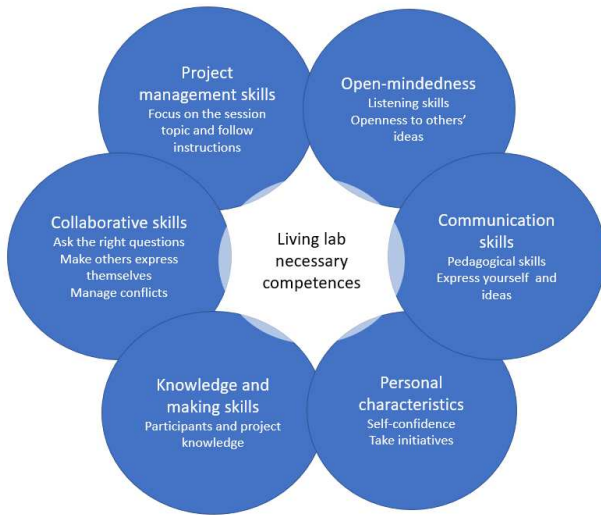 Project
management skills
Focus on the session
topic and follow
instructions
Open-mindedness
Listening skills
Openness to others'
ideas
Collaborative skills
Ask the right questions
Make others express
themselves
Manage conflicts
Living lab
necessary
competences
Communication
skills
Pedagogical skills
Express yourself and
ideas
Knowledge and
making skills
Participants and project
knowledge
Personal
characteristics
Self-confidence
Take initiatives